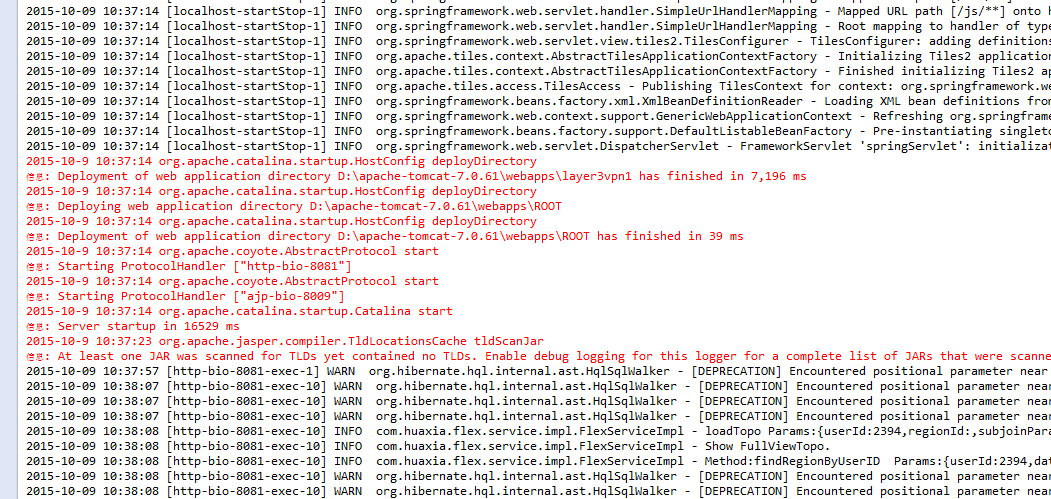 2015-10-09 10:37:14 [localhost-startStop-1] INFO  org.springframework.web.servlet.handler.SimpleUrlHandlerMapping - Mapped URL path [/js/**] onto h
2015-10-09 10:37:14 [localhost-startStop-1] INFO  org.springframework.web.servlet.handler.SimpleUrlHandlerMapping - Root mapping to handler of type
2015-10-09 10:37:14 [localhost-startStop-1] INFO  org.springframework.web.servlet.view.tiles2.TilesConfigurer - TilesConfigurer: adding definitions
2015-10-09 10:37:14 [localhost-startStop-1] INFO  org.apache.tiles.context.AbstractTilesApplicationContextFactory - Initializing Tiles2 application
2015-10-09 10:37:14 [localhost-startStop-1] INFO  org.apache.tiles.context.AbstractTilesApplicationContextFactory - Finished initializing Tiles2 ap
2015-10-09 10:37:14 [localhost-startStop-1] INFO  org.apache.tiles.access.TilesAccess - Publishing TilesContext for context: org.springframework.we
2015-10-09 10:37:14 [localhost-startStop-1] INFO  org.springframework.beans.factory.xml.XmlBeanDefinitionReader - Loading XML bean definitions from
2015-10-09 10:37:14 [localhost-startStop-1] INFO  org.springframework.web.context.support.GenericWebApplicationContext - Refreshing org.springframe
2015-10-09 10:37:14 [localhost-startStop-1] INFO  org.springframework.beans.factory.support.DefaultListableBeanFactory - Pre-instantiating singleto
2015-10-09 10:37:14 [localhost-startStop-1] INFO  org.springframework.web.servlet.DispatcherServlet - FrameworkServlet 'springServlet': initializat
2015-10-9 10:37:14 org.apache.catalina.startup.HostConfig deployDirectory
信息: Deployment of web application directory D:\apache-tomcat-7.0.61\webapps\layer3vpn1 has finished in 7,196 ms
2015-10-9 10:37:14 org.apache.catalina.startup.HostConfig deployDirectory
信息: Deploying web application directory D:\apache-tomcat-7.0.61\webapps\ROOT
2015-10-9 10:37:14 org.apache.catalina.startup.HostConfig deployDirectory
信息: Deployment of web application directory D:\apache-tomcat-7.0.61\webapps\ROOT has finished in 39 ms
2015-10-9 10:37:14 org.apache.coyote.AbstractProtocol start
信息: Starting ProtocolHandler ["http-bio-8081"]
2015-10-9 10:37:14 org.apache.coyote.AbstractProtocol start
信息: Starting ProtocolHandler ["ajp-bio-8009"]
2015-10-9 10:37:14 org.apache.catalina.startup.Catalina start
信息: Server startup in 16529 ms
2015-10-9 10:37:23 org.apache.jasper.compiler.TldLocationsCache tldScanJar
信息: At least one JAR was scanned for TLDs yet contained no TLDs. Enable debug logging for this logger for a complete list of JARs that were scanne
2015-10-09 10:37:57 [http-bio-8081-exec-1] WARN  org.hibernate.hql.internal.ast.HqlSqlWalker - [DEPRECATION] Encountered positional parameter near
2015-10-09 10:38:07 [http-bio-8081-exec-10] WARN  org.hibernate.hql.internal.ast.HqlSqlWalker - [DEPRECATION] Encountered positional parameter nea
2015-10-09 10:38:07 [http-bio-8081-exec-10] WARN  org.hibernate.hql.internal.ast.HqlSqlWalker - [DEPRECATION] Encountered positional parameter nea
2015-10-09 10:38:07 [http-bio-8081-exec-10] WARN  org.hibernate.hql.internal.ast.HqlSqlWalker - [DEPRECATION] Encountered positional parameter nea
2015-10-09 10:38:08 [http-bio-8081-exec-10] INFO  com.huaxia.flex.service.impl.FlexServiceImpl - loadTopo Params:{userId:2394,regionId:,subjoinPara
2015-10-09 10:38:08 [http-bio-8081-exec-10] INFO  com.huaxia.flex.service.impl.FlexServiceImpl - Show FullViewTopo.
2015-10-09 10:38:08 [http-bio-8081-exec-10] INFO  com.huaxia.flex.service.impl.FlexServiceImpl - Method:findRegionByUserID  Params:{userId:2394,dat
2015-10-09 10:38:08 [http-bio-8081-exec-10] WARN  org.hibernate.hql.internal.ast.HqlSqlWalker - [DEPRECATION] Encountered positional parameter nea
2015-10-09 10:38:08 [http-bio-8081-exec-10] WARN  org.hibernate.hql.internal.ast.HqlSqlWalker - [DEPRECATION] Encountered positional parameter nea